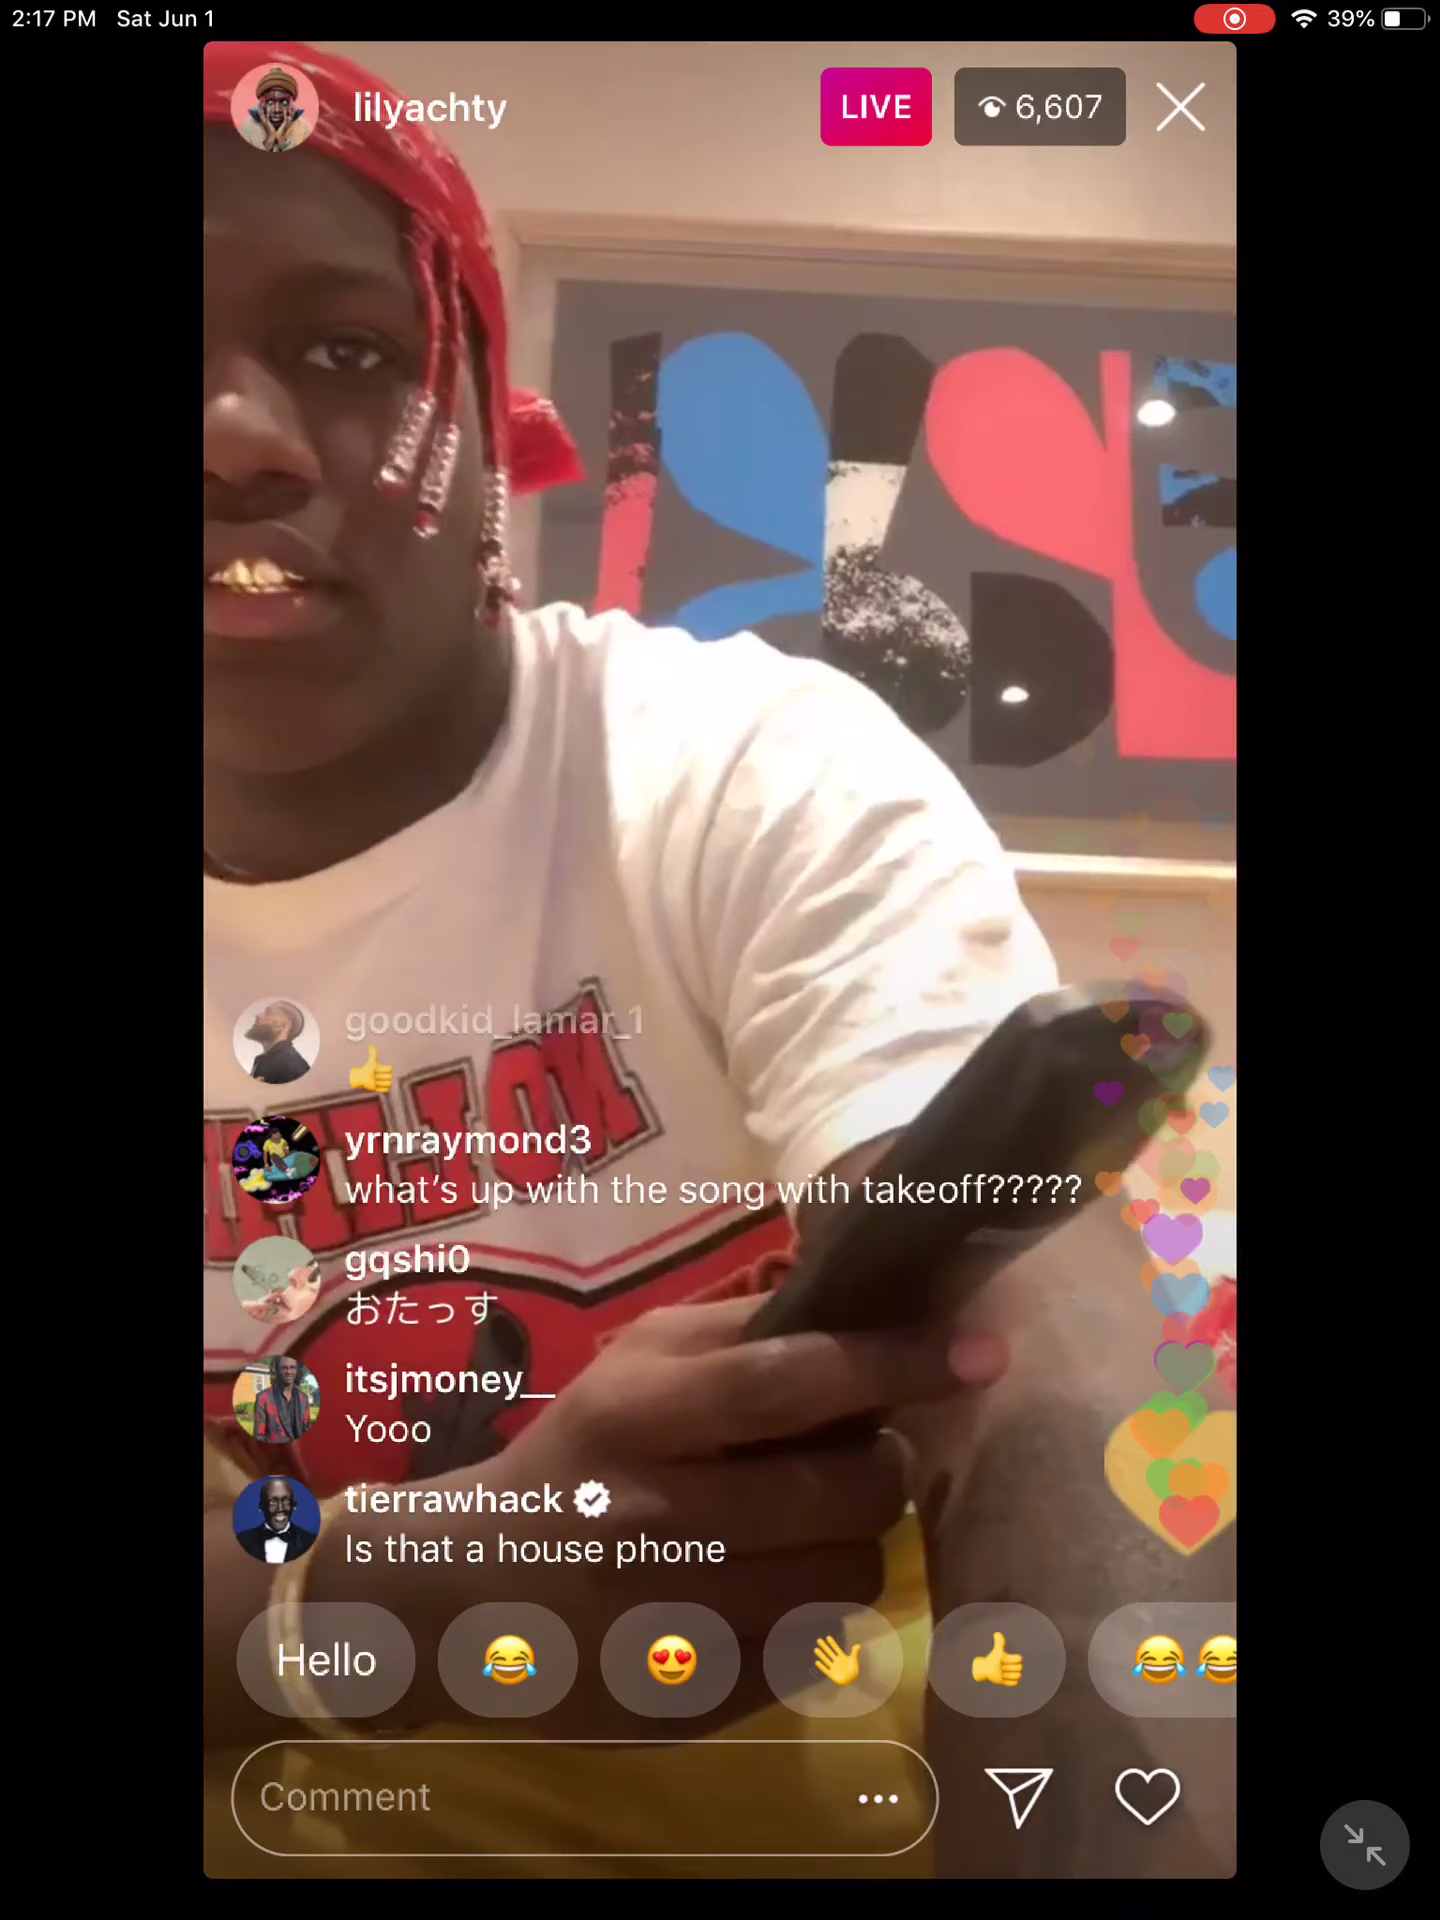 2:17 PM Sat Jun 1
39%
lilyachty
LIVE
6,607
goodkid_lamar_1
👍
yrnraymond3
what's up with the song with takeoff?????
gqshi0
おたっす
itsjmoney__
Yooo
tierrawhack
Is that a house phone
Hello 😂 😍 👋 👍 😂😂
Comment